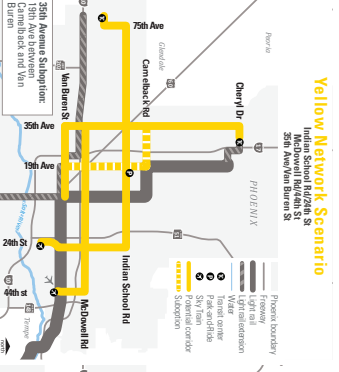 Yellow Network Scenario
Indian School Rd/24th St
McDowell Rd/44th St
35th Ave/Van Buren St
Phoenix boundary
Freeway
Light rail
Light rail extension
Water
Transit center
Park-and-Ride
Sky Train
Potential corridor
Suboption
Peoria
Glendale
PHOENIX
Tempe
75th Ave
Camelback Rd
Cheryl Dr
Van Buren St
35th Ave
19th Ave
24th St
44th st
Indian School Rd
McDowell Rd
35th Avenue Suboption:
19th Ave between
Camelback and Van
Buren
north